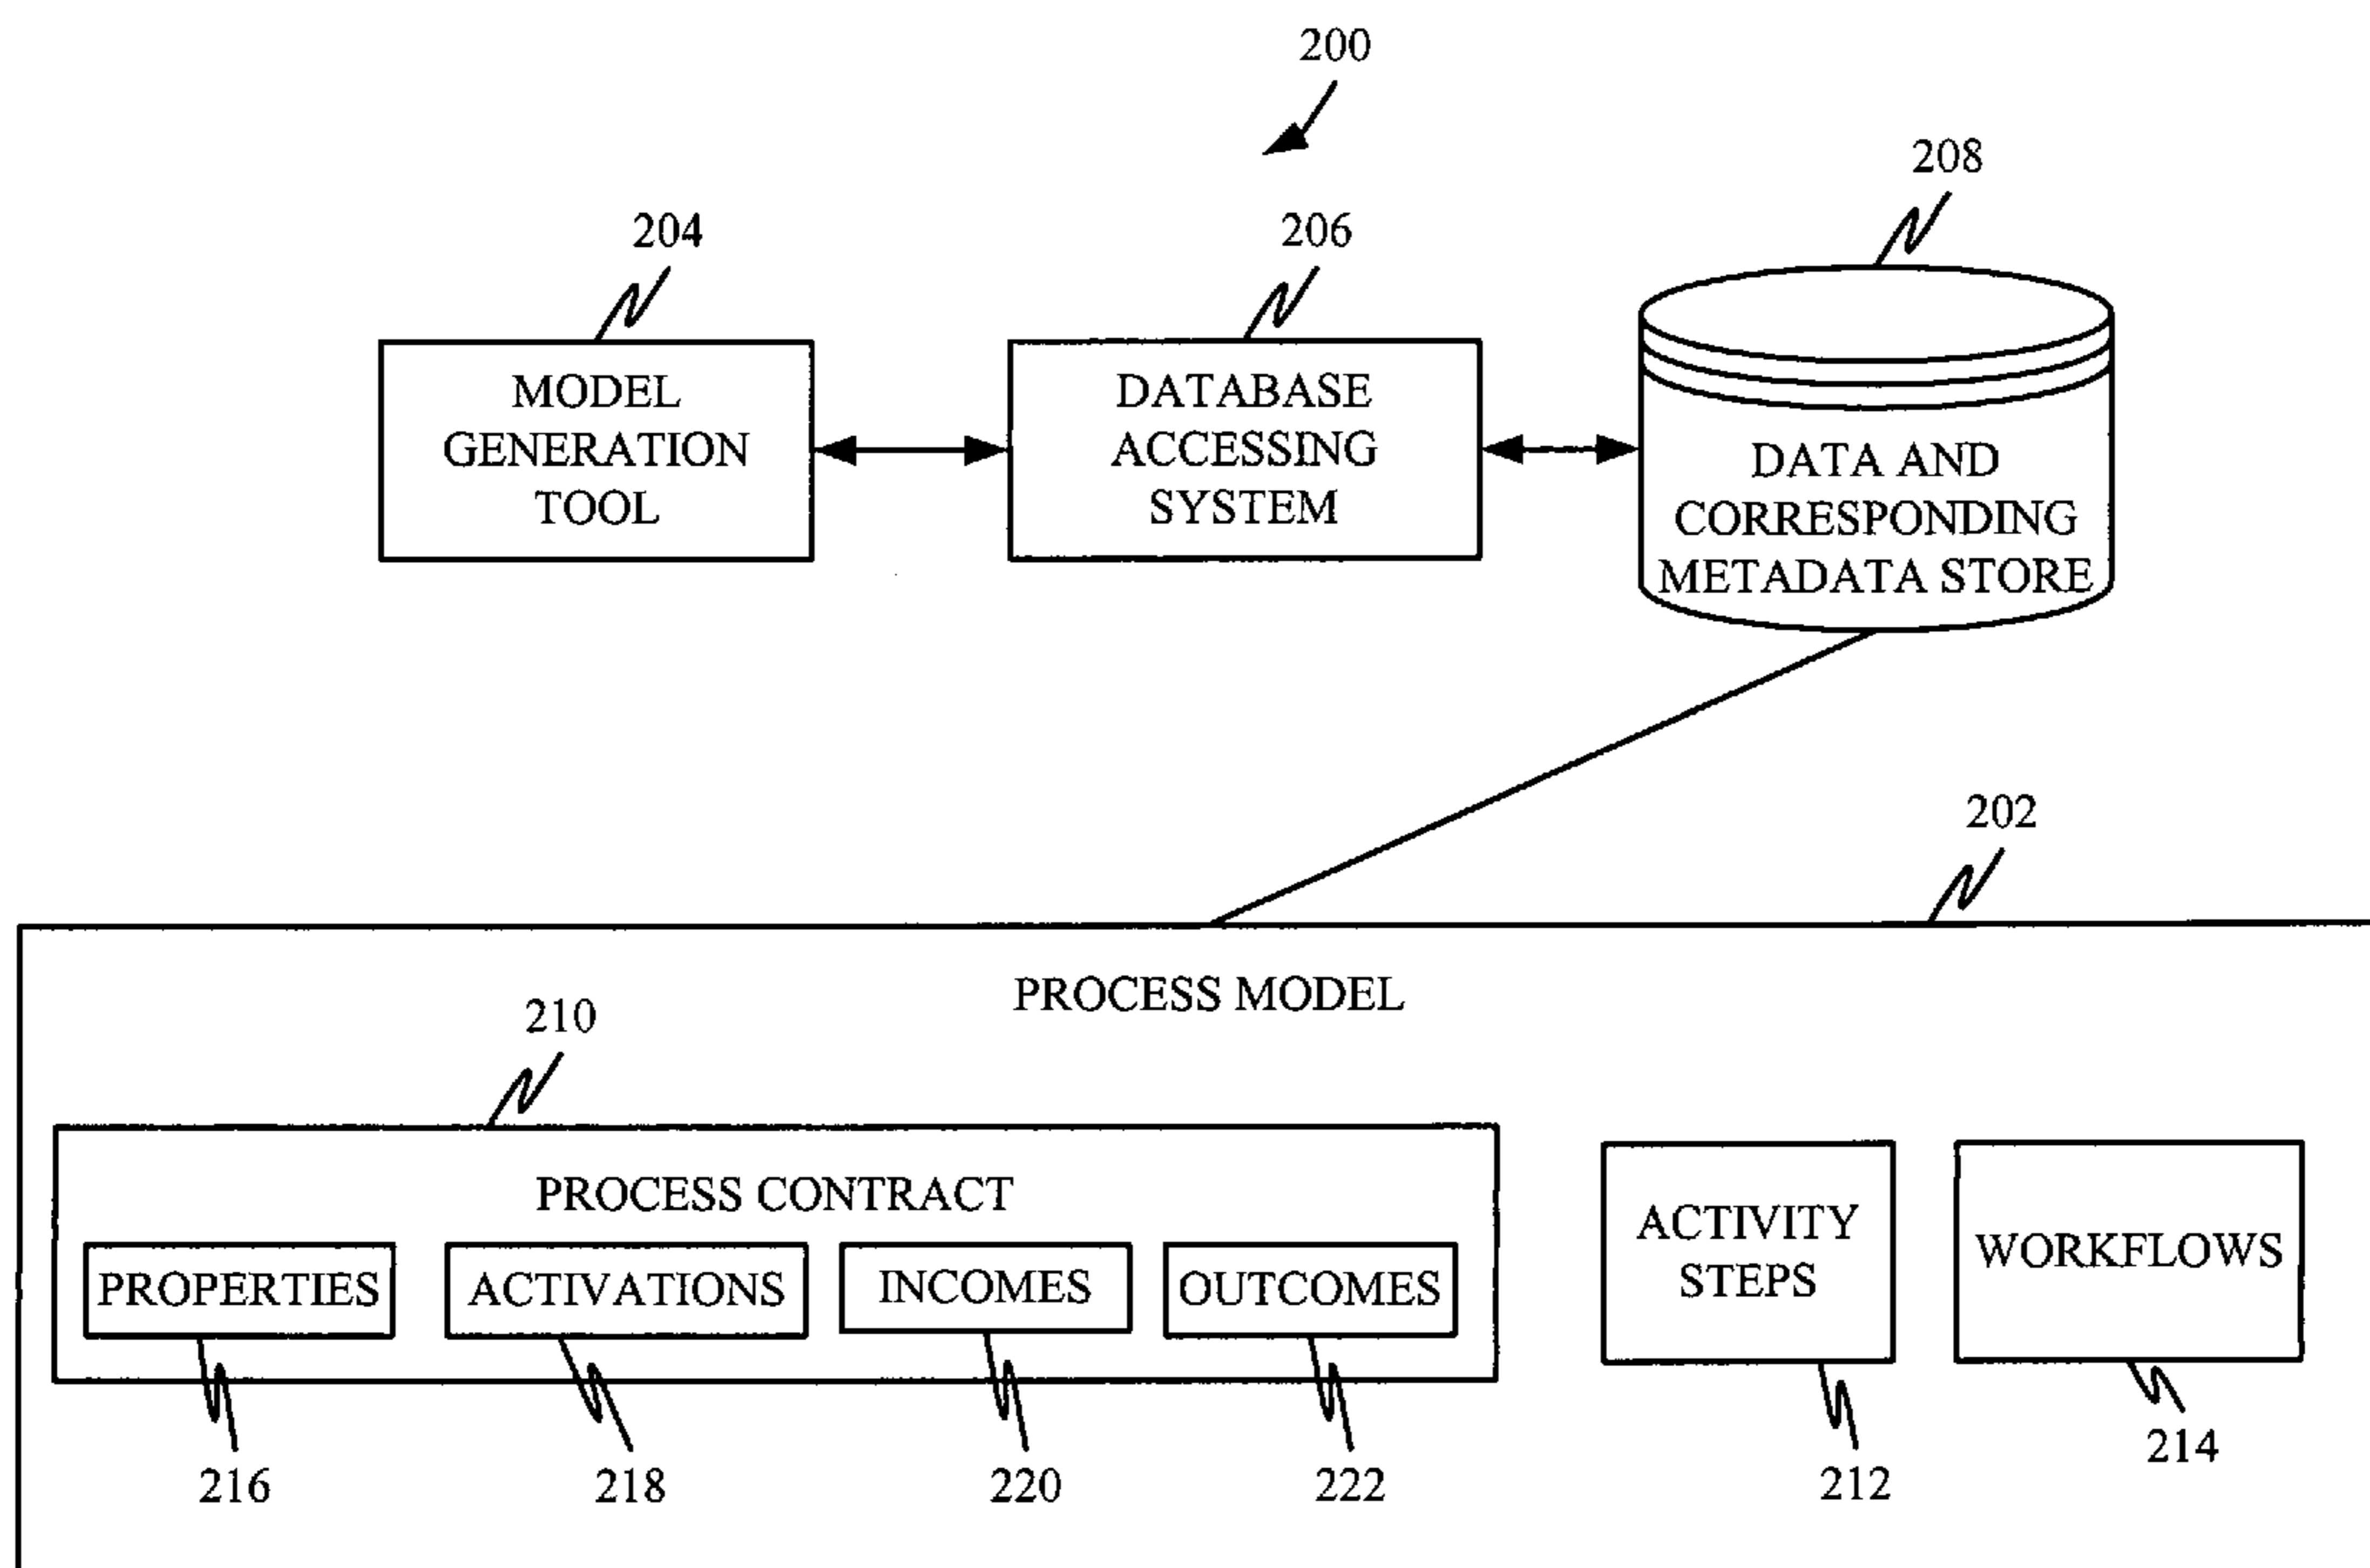 200
208
204
206
MODEL
GENERATION
TOOL
DATABASE
ACCESSING
SYSTEM
DATA AND
CORRESPONDING
METADATA STORE
202
PROCESS MODEL
210
PROCESS CONTRACT
PROPERTIES
ACTIVATIONS
INCOMES
OUTCOMES
ACTIVITY
STEPS
WORKFLOWS
216
218
220
222
212
214